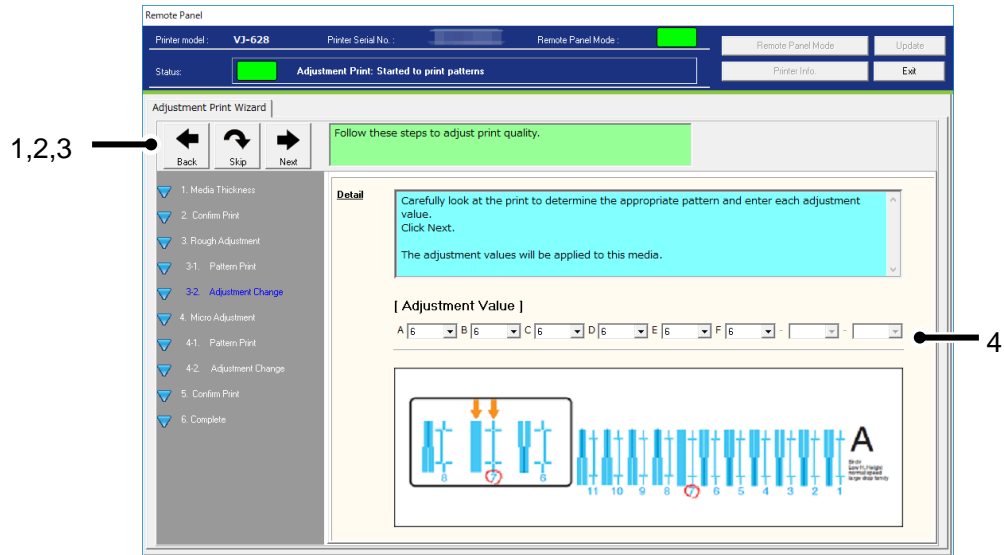 Remote Panel
Printer model : VJ-628 Printer Serial No. : Remote Panel Mode : Remote Panel Mode Update
Status: Adjustment Print: Started to print patterns Printer Info. Exit
Adjustment Print Wizard
1,2,3
Back Skip Next
Follow these steps to adjust print quality.
1. Media Thickness
2. Confirm Print
3. Rough Adjustment
3-1. Pattern Print
3-2. Adjustment Change
4. Micro Adjustment
4-1. Pattern Print
4-2. Adjustment Change
5. Confirm Print
6. Complete
Detail
Carefully look at the print to determine the appropriate pattern and enter each adjustment
value.
Click Next.
The adjustment values will be applied to this media.
[ Adjustment Value ]
A 6 B 6 C 6 D 6 E 6 F 6 - -
4
8 7 6
11 10 9 8 7 6 5 4 3 2 1
A
normal speed
large drop family